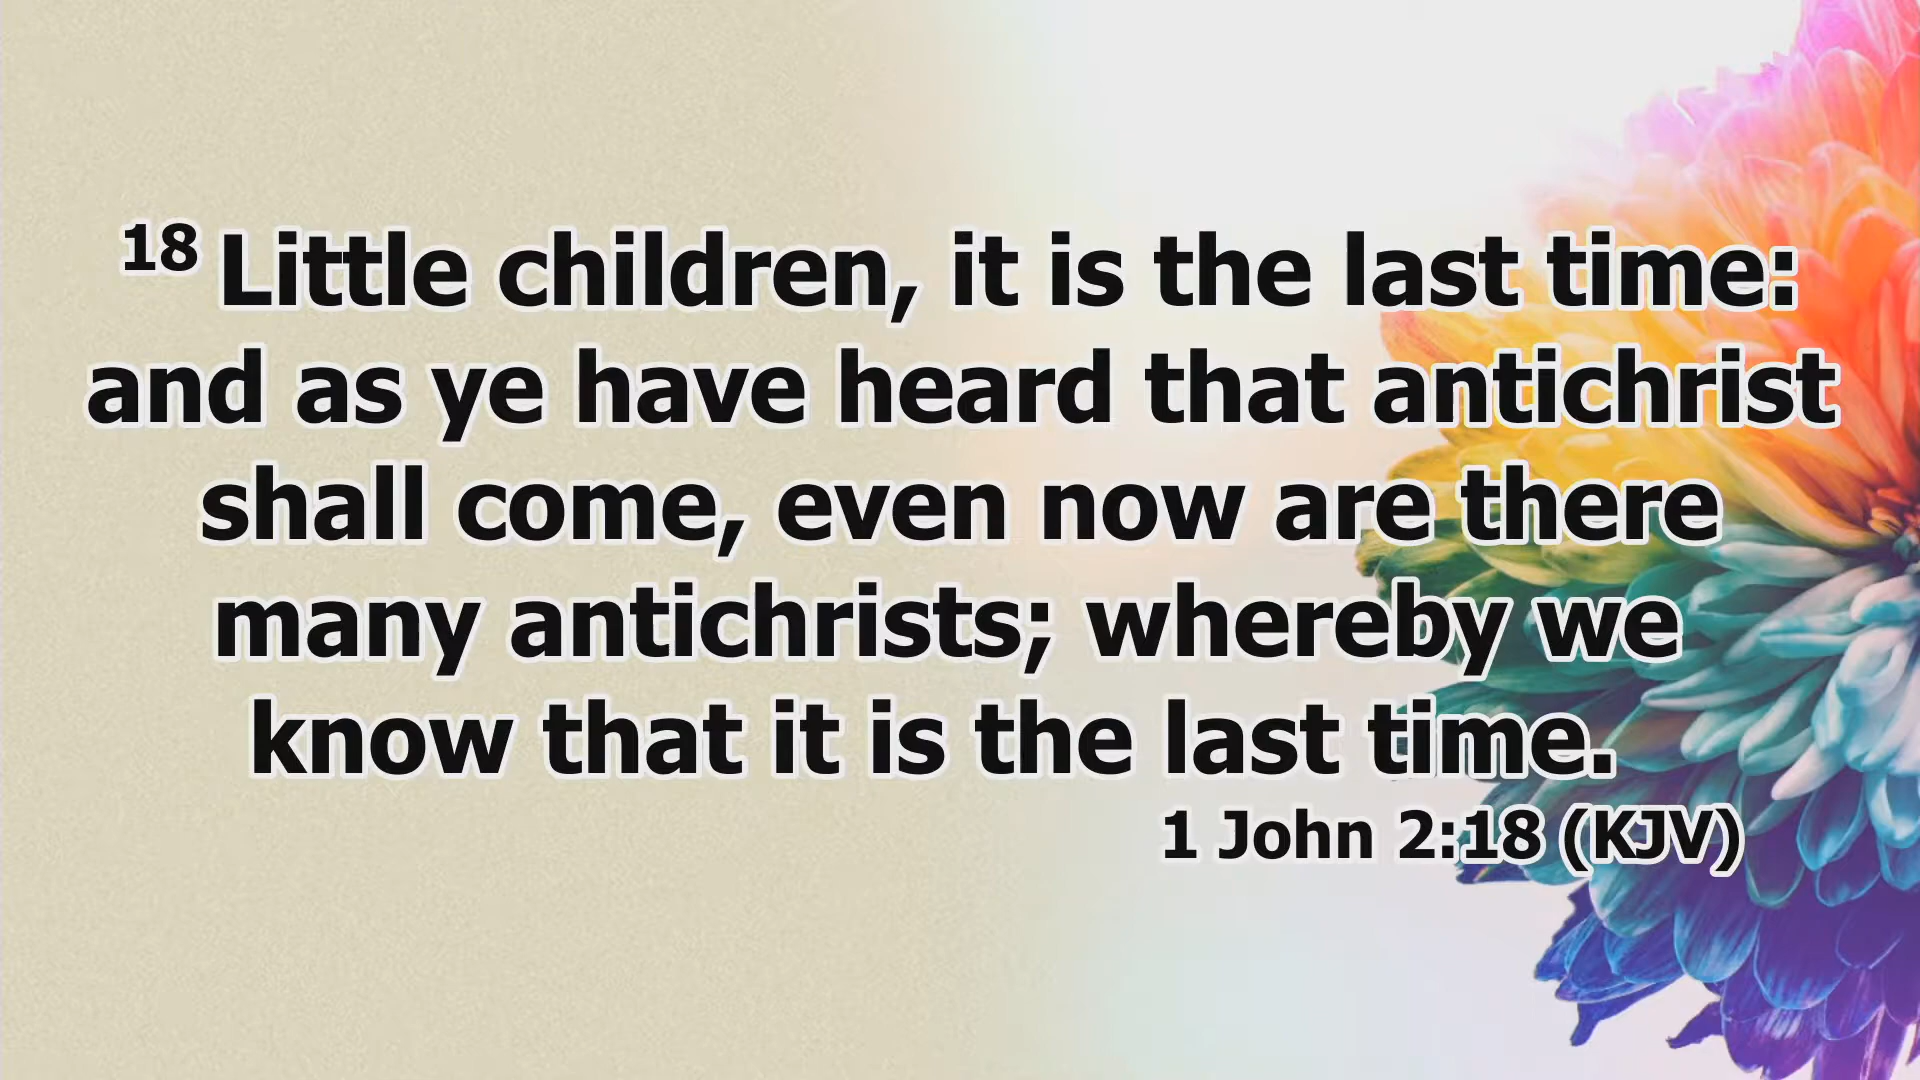 18 Little children, it is the last time:
and as ye have heard that antichrist
shall come, even now are there
many antichrists; whereby we
know that it is the last time.
1 John 2:18 (KJV)